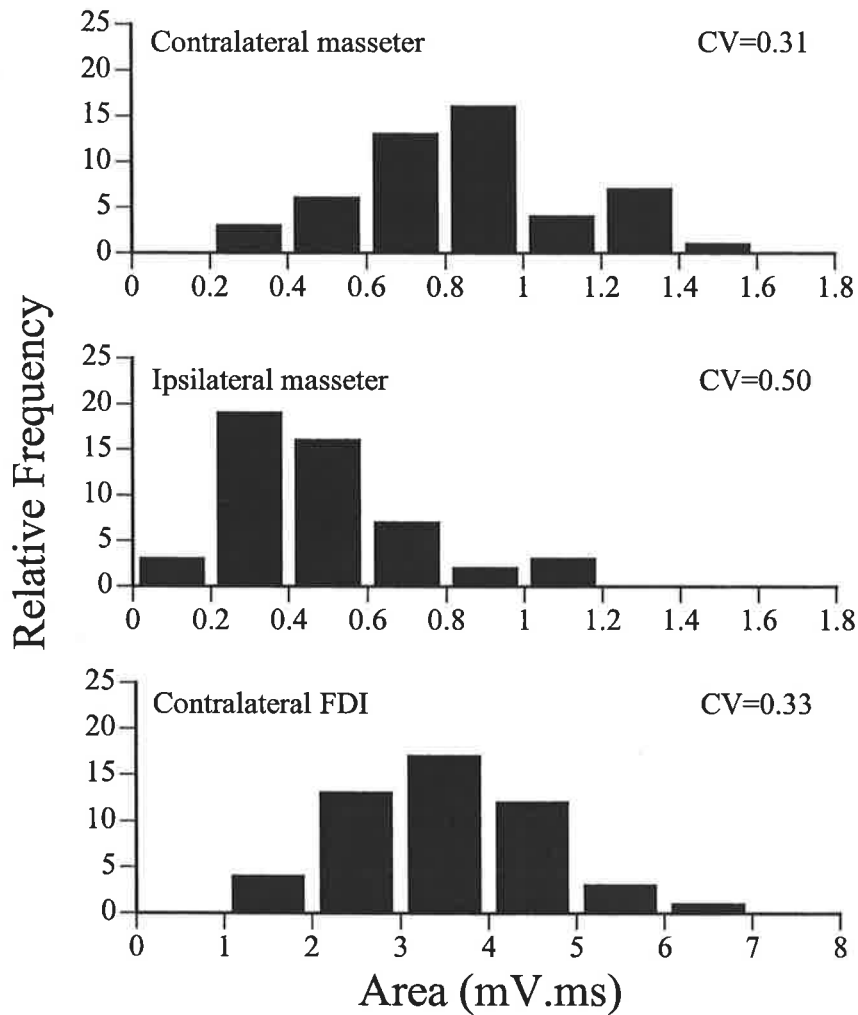 Relative Frequency
Contralateral masseter CV=0.31
25
20
15
10
5
0
0 0.2 0.4 0.6 0.8 1 1.2 1.4 1.6 1.8
Ipsilateral masseter CV=0.50
25
20
15
10
5
0
0 0.2 0.4 0.6 0.8 1 1.2 1.4 1.6 1.8
Contralateral FDI CV=0.33
25
20
15
10
5
0
0 1 2 3 4 5 6 7 8
Area (mV.ms)